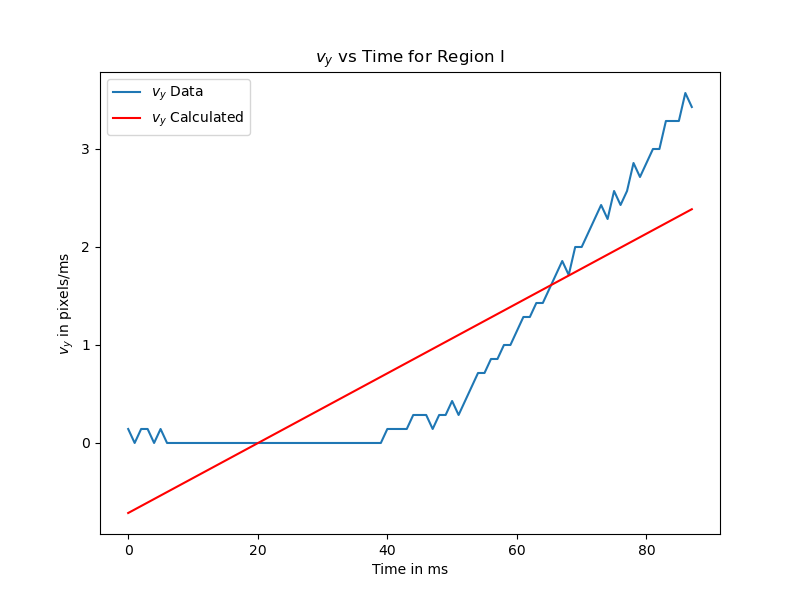 v_y vs Time for Region I
v_y Data
v_y Calculated
3
2
1
0
v_y in pixels/ms
0 20 40 60 80
Time in ms